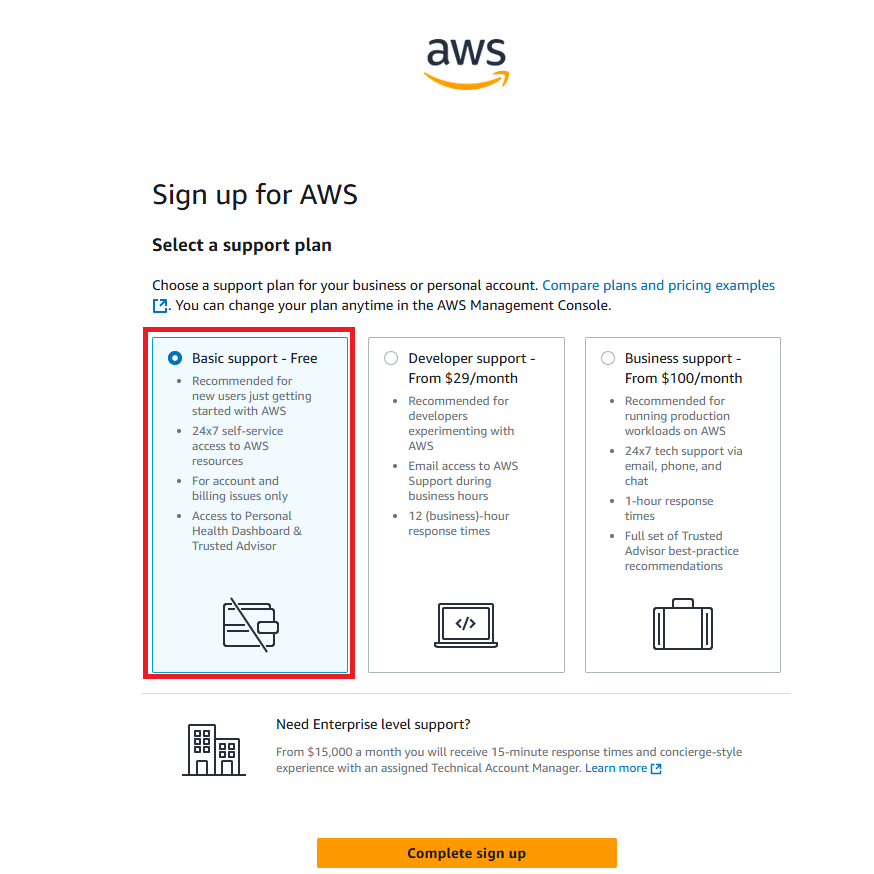 aws
Sign up for AWS
Select a support plan
Choose a support plan for your business or personal account. Compare plans and pricing examples
. You can change your plan anytime in the AWS Management Console.
Basic support - Free
Recommended for
new users just getting
started with AWS
24x7 self-service
access to AWS
resources
For account and
billing issues only
Access to Personal
Health Dashboard &
Trusted Advisor
Developer support -
From $29/month
Recommended for
developers
experimenting with
AWS
Email access to AWS
Support during
business hours
12 (business)-hour
response times
</>
Business support -
From $100/month
Recommended for
running production
workloads on AWS
24x7 tech support via
email, phone, and
chat
1-hour response
times
Full set of Trusted
Advisor best-practice
recommendations
Need Enterprise level support?
From $15,000 a month you will receive 15-minute response times and concierge-style
experience with an assigned Technical Account Manager. Learn more
Complete sign up